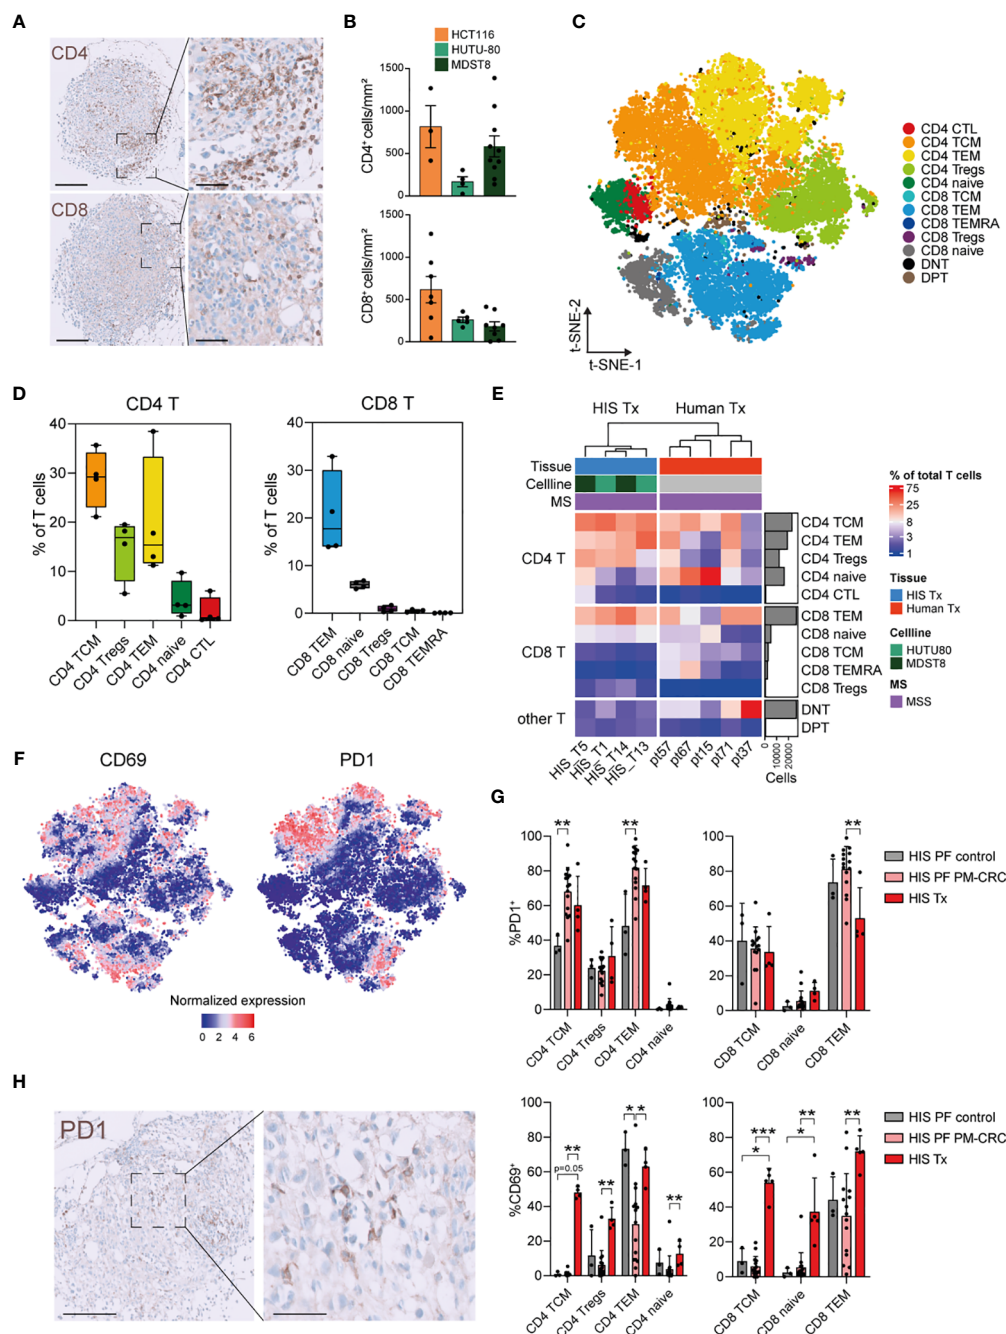 A
CD4
CD8
B
HCT116
HUTU-80
MDST8
1500
1000
500
0
CD4⁺ cells/mm²
1500
1000
500
0
CD8⁺ cells/mm²
C
t-SNE-2
t-SNE-1
CD4 CTL
CD4 TCM
CD4 TEM
CD4 Tregs
CD4 naive
CD8 TCM
CD8 TEM
CD8 TEMRA
CD8 Tregs
CD8 naive
DNT
DPT
D
CD4 T
% of T cells
40
30
20
10
0
CD4 TCM
CD4 Tregs
CD4 TEM
CD4 naive
CD4 CTL
CD8 T
% of T cells
40
30
20
10
0
CD8 TEM
CD8 naive
CD8 Tregs
CD8 TCM
CD8 TEMRA
E
HIS Tx
Human Tx
Tissue
Cellline
MS
CD4 T
CD8 T
other T
CD4 TCM
CD4 TEM
CD4 Tregs
CD4 naive
CD4 CTL
CD8 TEM
CD8 naive
CD8 TCM
CD8 TEMRA
CD8 Tregs
DNT
DPT
HIS_T5
HIS_T1
HIS_T14
HIS_T13
pt57
pt67
pt15
pt71
pt37
0
10000
20000
Cells
% of total T cells
75
25
8
3
1
Tissue
HIS Tx
Human Tx
Cellline
HUTU80
MDST8
MS
MSS
F
CD69
PD1
Normalized expression
0 2 4 6
G
%PD1⁺
100
80
60
40
20
0
** **
CD4 TCM
CD4 Tregs
CD4 TEM
CD4 naive
100
80
60
40
20
0
**
CD8 TCM
CD8 naive
CD8 TEM
HIS PF control
HIS PF PM-CRC
HIS Tx
%CD69⁺
100
80
60
40
20
0
p=0.05
**
**
* *
**
CD4 TCM
CD4 Tregs
CD4 TEM
CD4 naive
100
80
60
40
20
0
***
*
**
*
**
CD8 TCM
CD8 naive
CD8 TEM
HIS PF control
HIS PF PM-CRC
HIS Tx
H
PD1